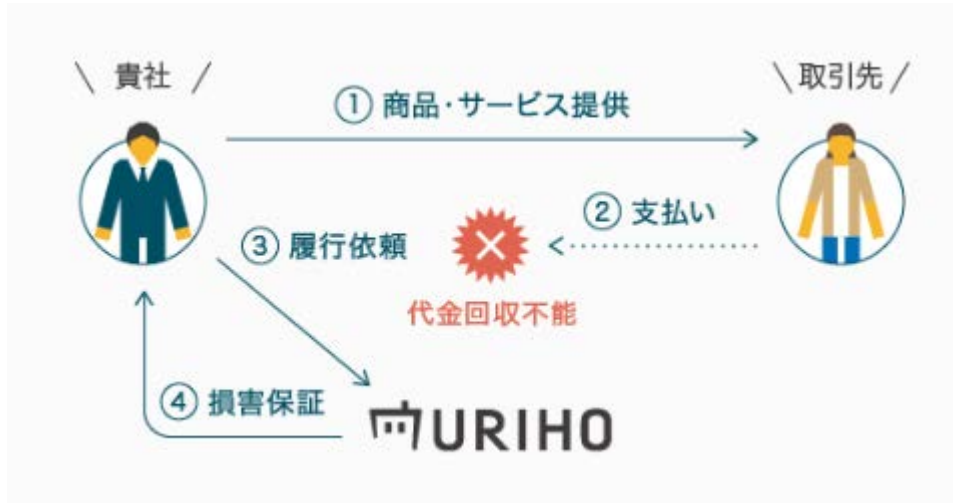 貴社
取引先
① 商品・サービス提供
② 支払い
③ 履行依頼
代金回収不能
④ 損害保証
URIHO